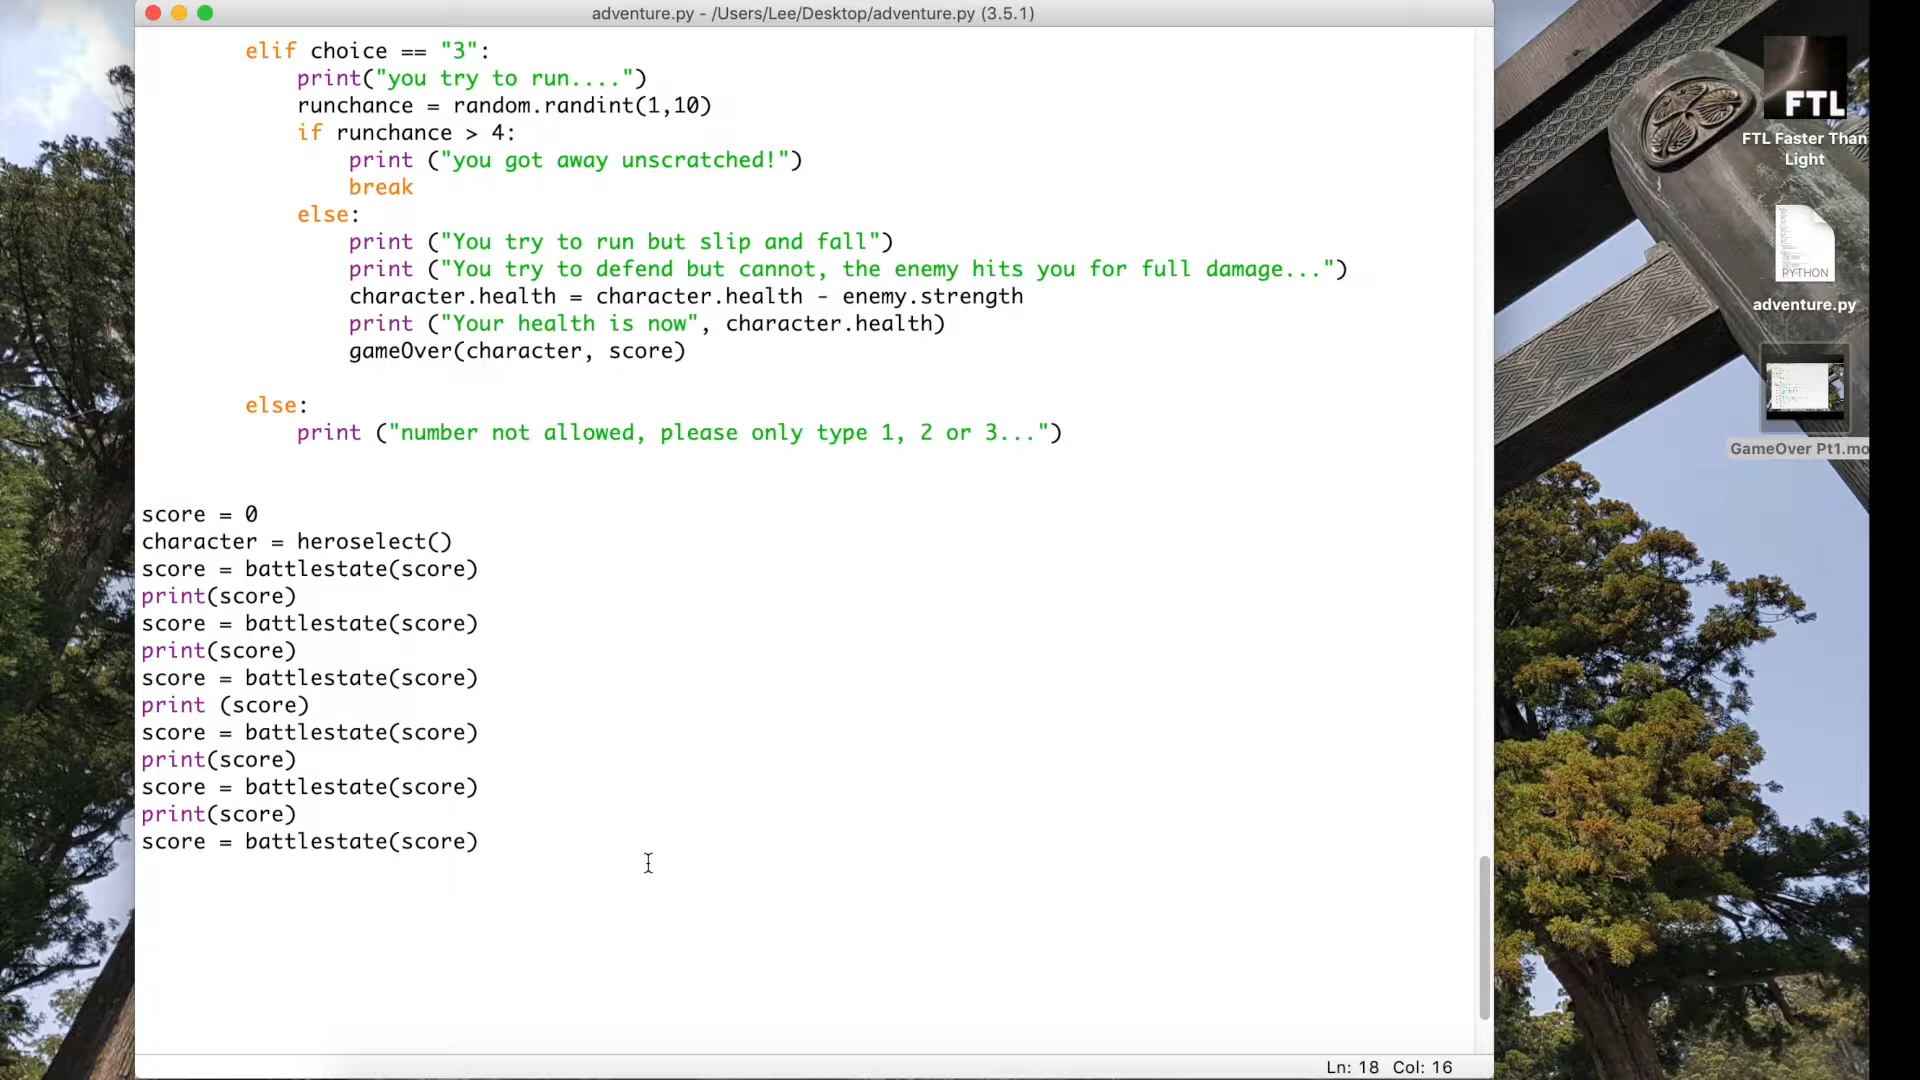 adventure.py - /Users/Lee/Desktop/adventure.py (3.5.1)
elif choice == "3":
print("you try to run....")
runchance = random.randint(1,10)
if runchance > 4:
print ("you got away unscratched!")
break
else:
print ("You try to run but slip and fall")
print ("You try to defend but cannot, the enemy hits you for full damage...")
character.health = character.health - enemy.strength
print ("Your health is now", character.health)
gameOver(character, score)
else:
print ("number not allowed, please only type 1, 2 or 3...")
score = 0
character = heroselect()
score = battlestate(score)
print(score)
score = battlestate(score)
print(score)
score = battlestate(score)
print (score)
score = battlestate(score)
print(score)
score = battlestate(score)
print(score)
score = battlestate(score)
Ln: 18 Col: 16
FTL
FTL Faster Than
Light
PYTHON
adventure.py
GameOver Pt1.mo